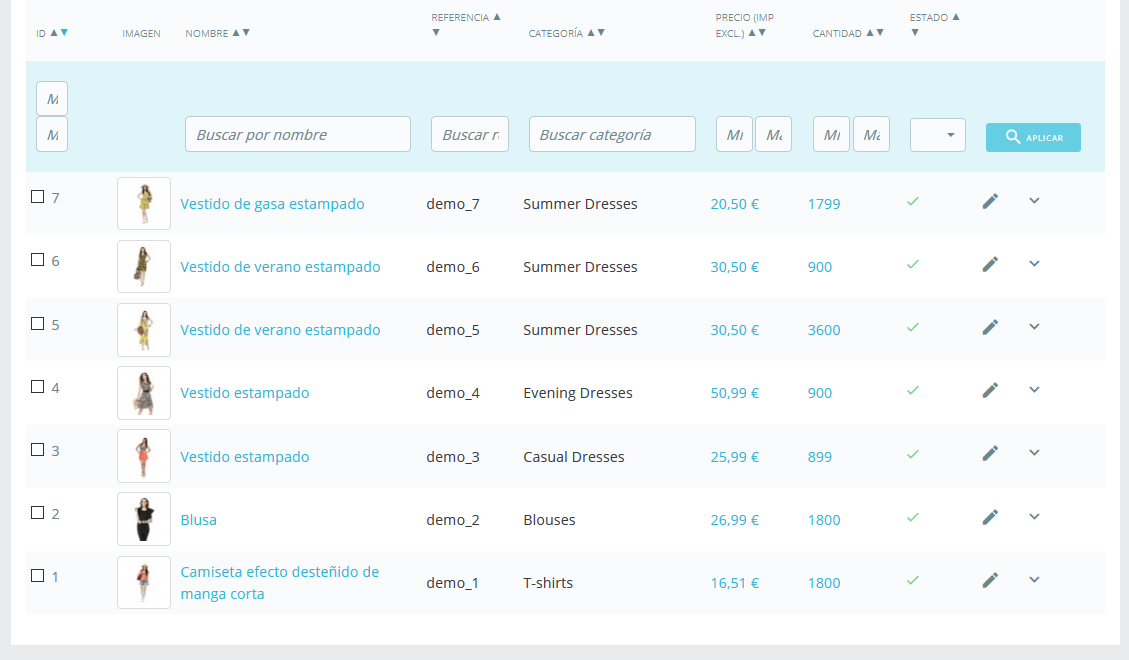 ID IMAGEN NOMBRE REFERENCIA CATEGORÍA PRECIO (IMP EXCL.) CANTIDAD ESTADO
M
M Buscar por nombre Buscar r Buscar categoría Mi Ma Mi Ma APLICAR
7 Vestido de gasa estampado demo_7 Summer Dresses 20,50 € 1799
6 Vestido de verano estampado demo_6 Summer Dresses 30,50 € 900
5 Vestido de verano estampado demo_5 Summer Dresses 30,50 € 3600
4 Vestido estampado demo_4 Evening Dresses 50,99 € 900
3 Vestido estampado demo_3 Casual Dresses 25,99 € 899
2 Blusa demo_2 Blouses 26,99 € 1800
1 Camiseta efecto desteñido de manga corta demo_1 T-shirts 16,51 € 1800